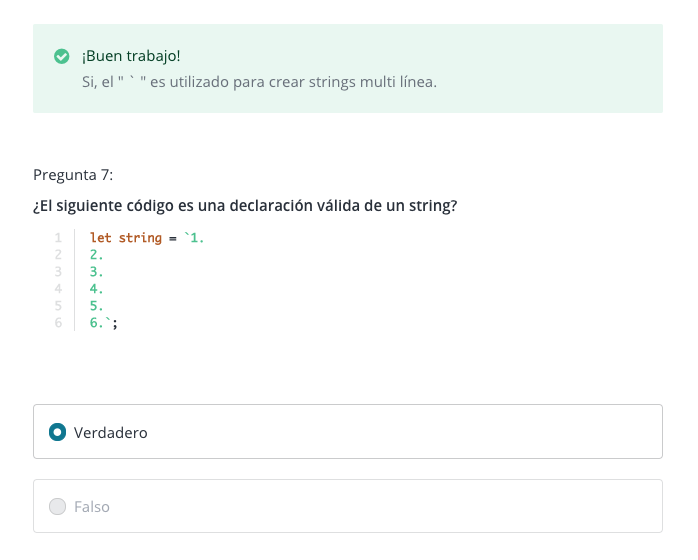 ¡Buen trabajo!
Si, el " ` " es utilizado para crear strings multi línea.
Pregunta 7:
¿El siguiente código es una declaración válida de un string?
1 let string = `1.
2 2.
3 3.
4 4.
5 5.
6 6.`;
Verdadero
Falso